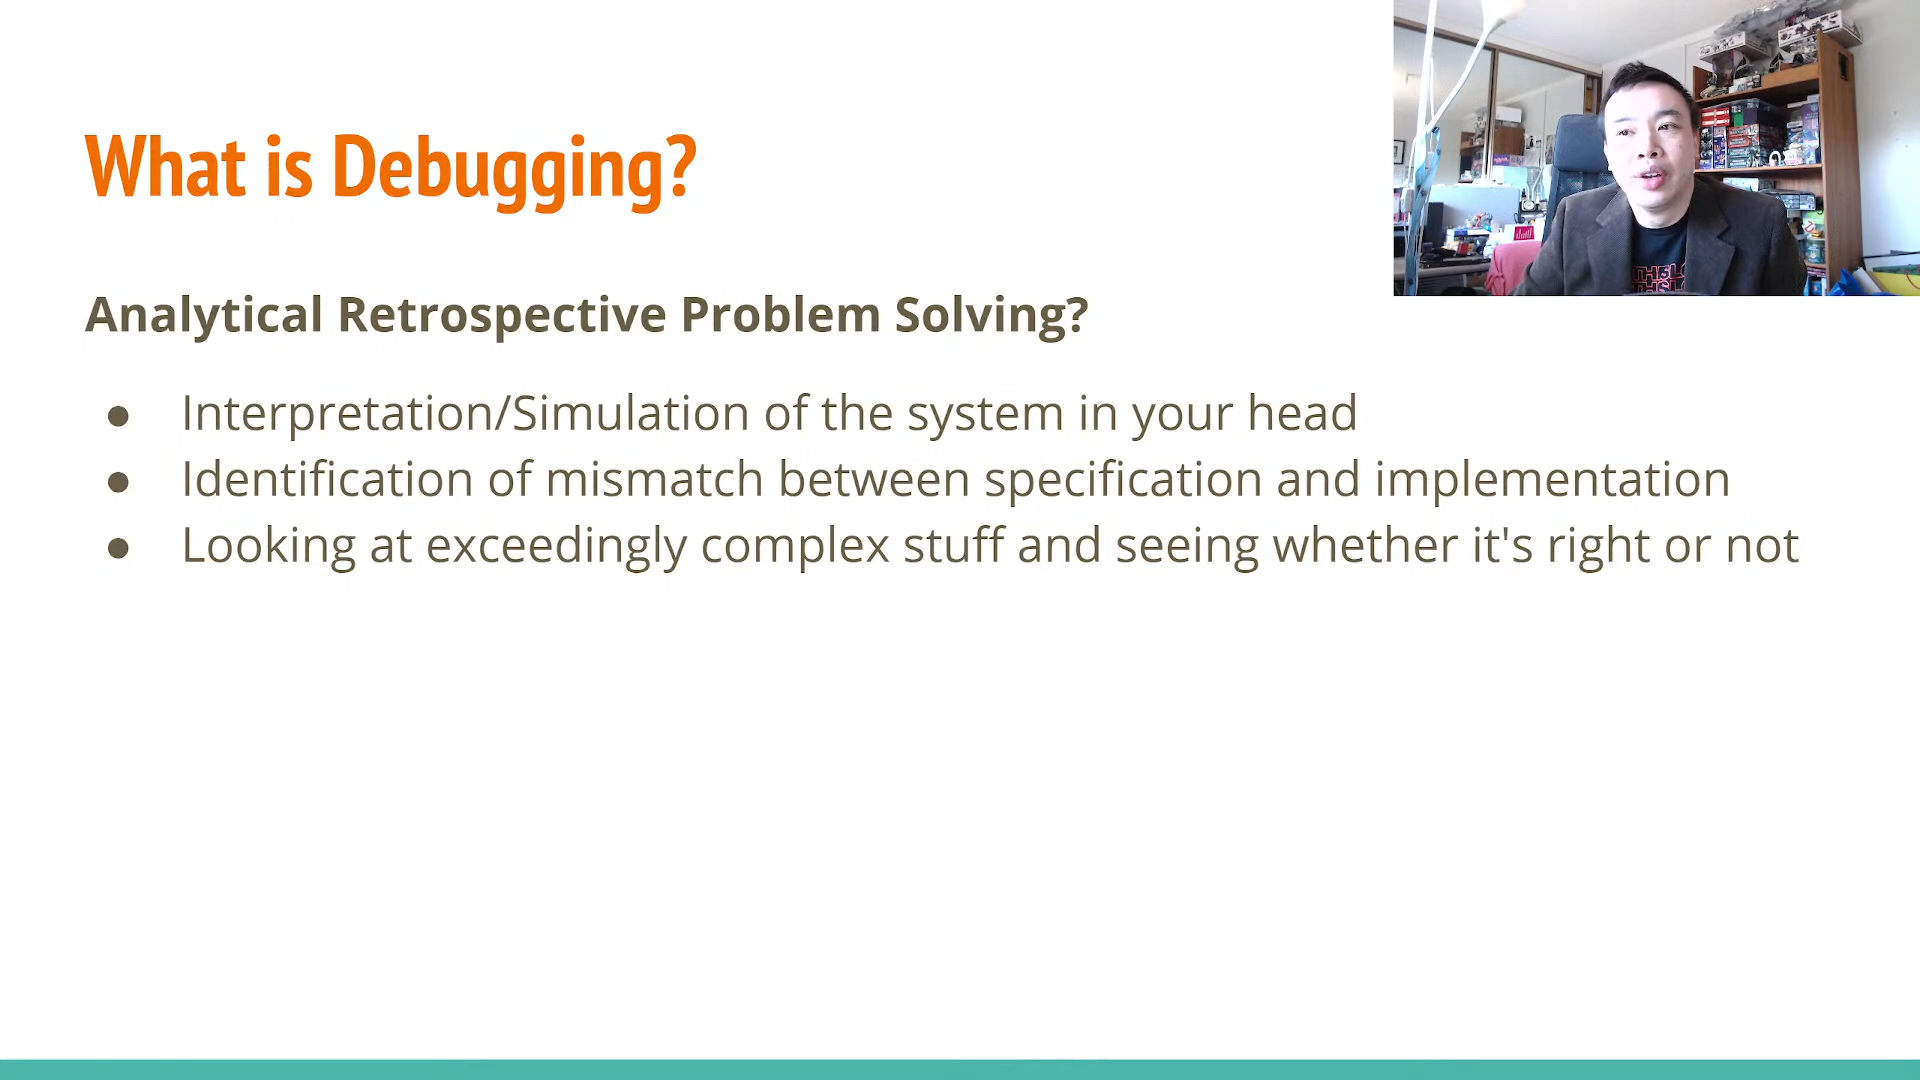 What is Debugging?
Analytical Retrospective Problem Solving?
● Interpretation/Simulation of the system in your head
● Identification of mismatch between specification and implementation
● Looking at exceedingly complex stuff and seeing whether it's right or not